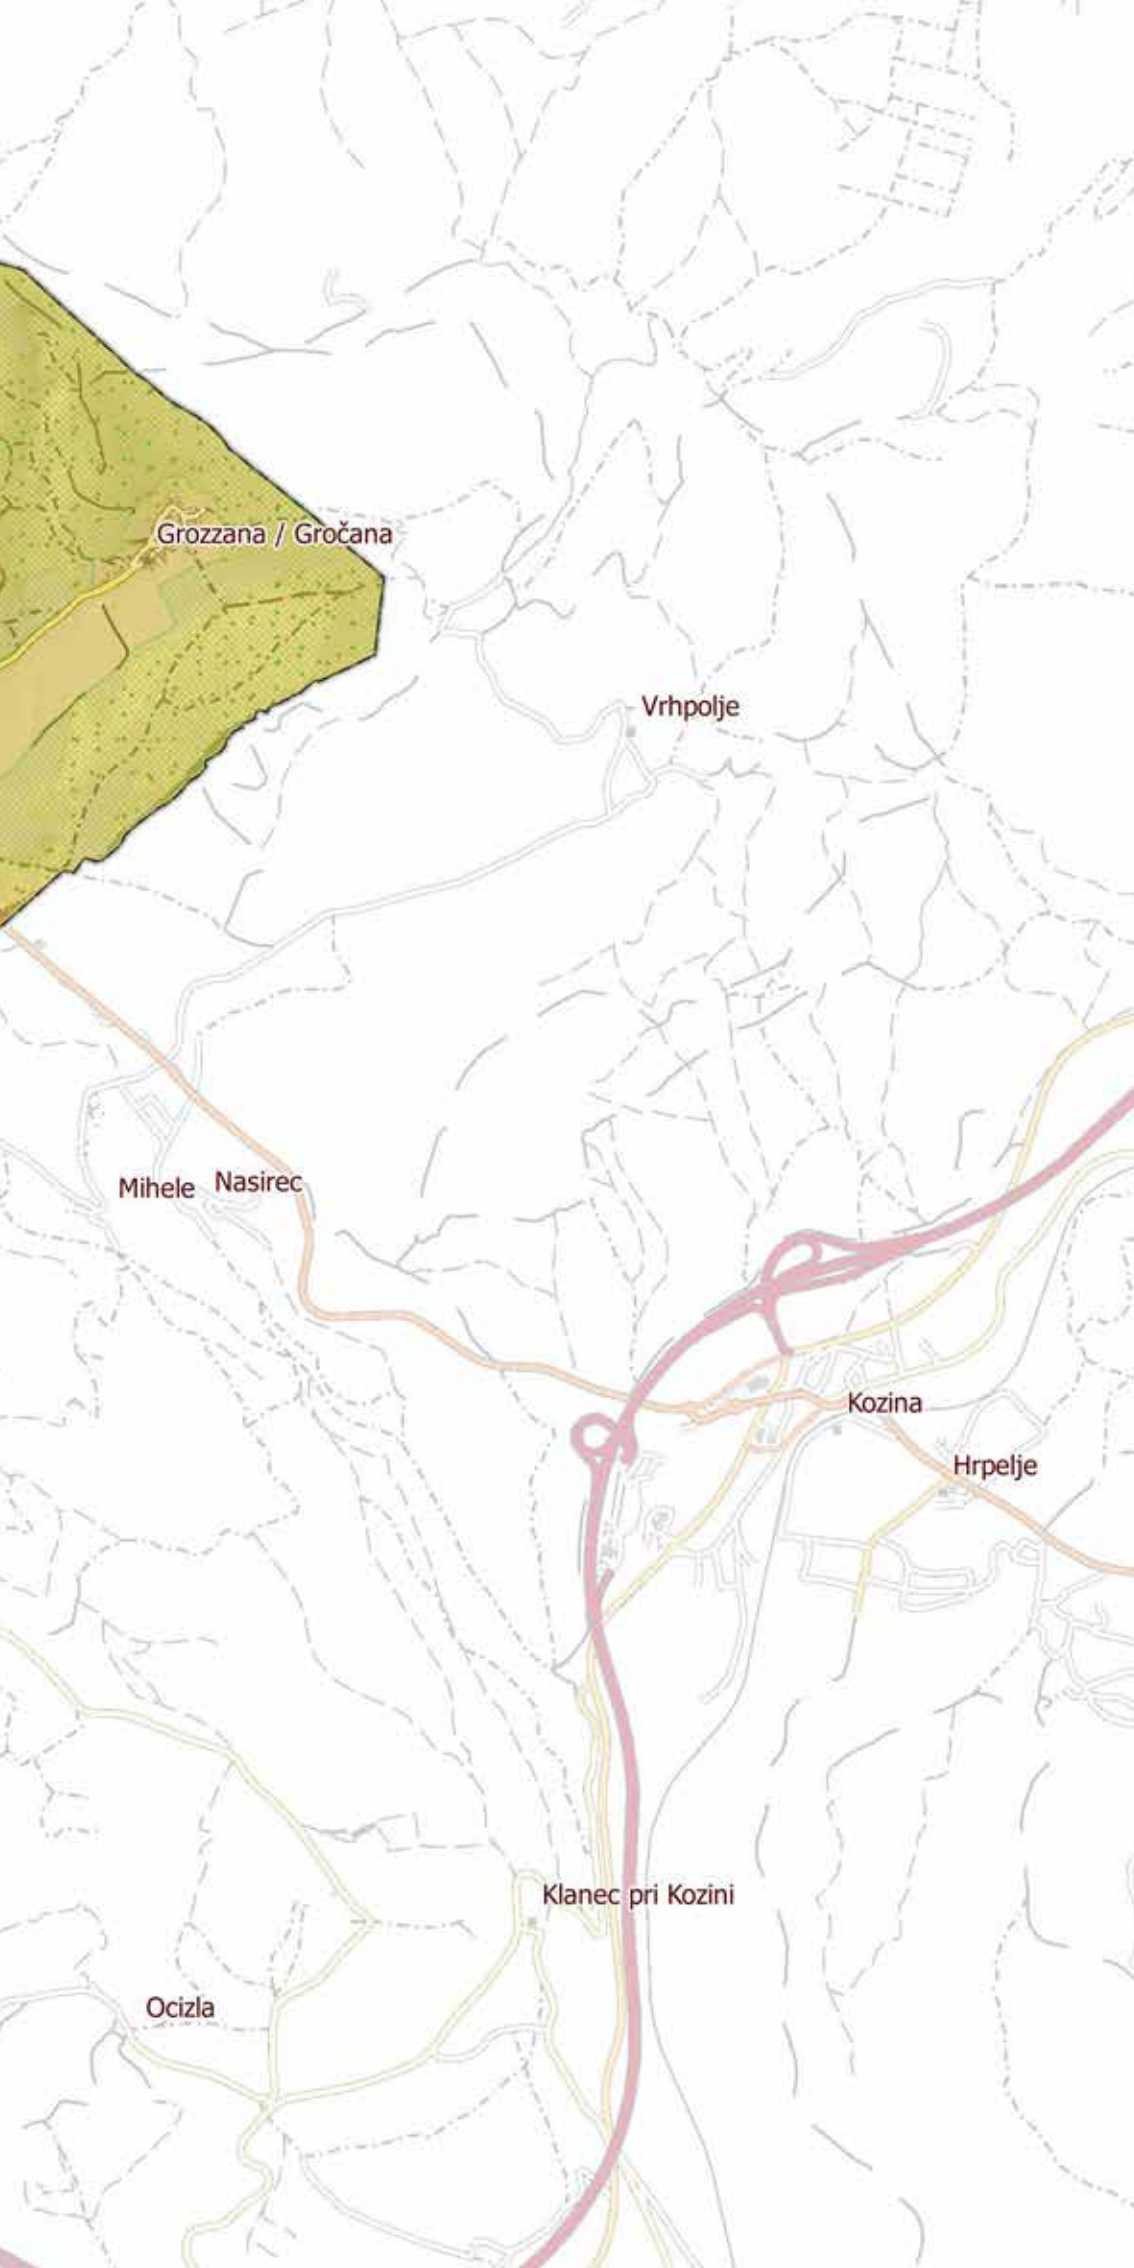 Grozzana / Gročana
Vrhpolje
Mihele
Nasirec
Kozina
Hrpelje
Klanec pri Kozini
Ocizla